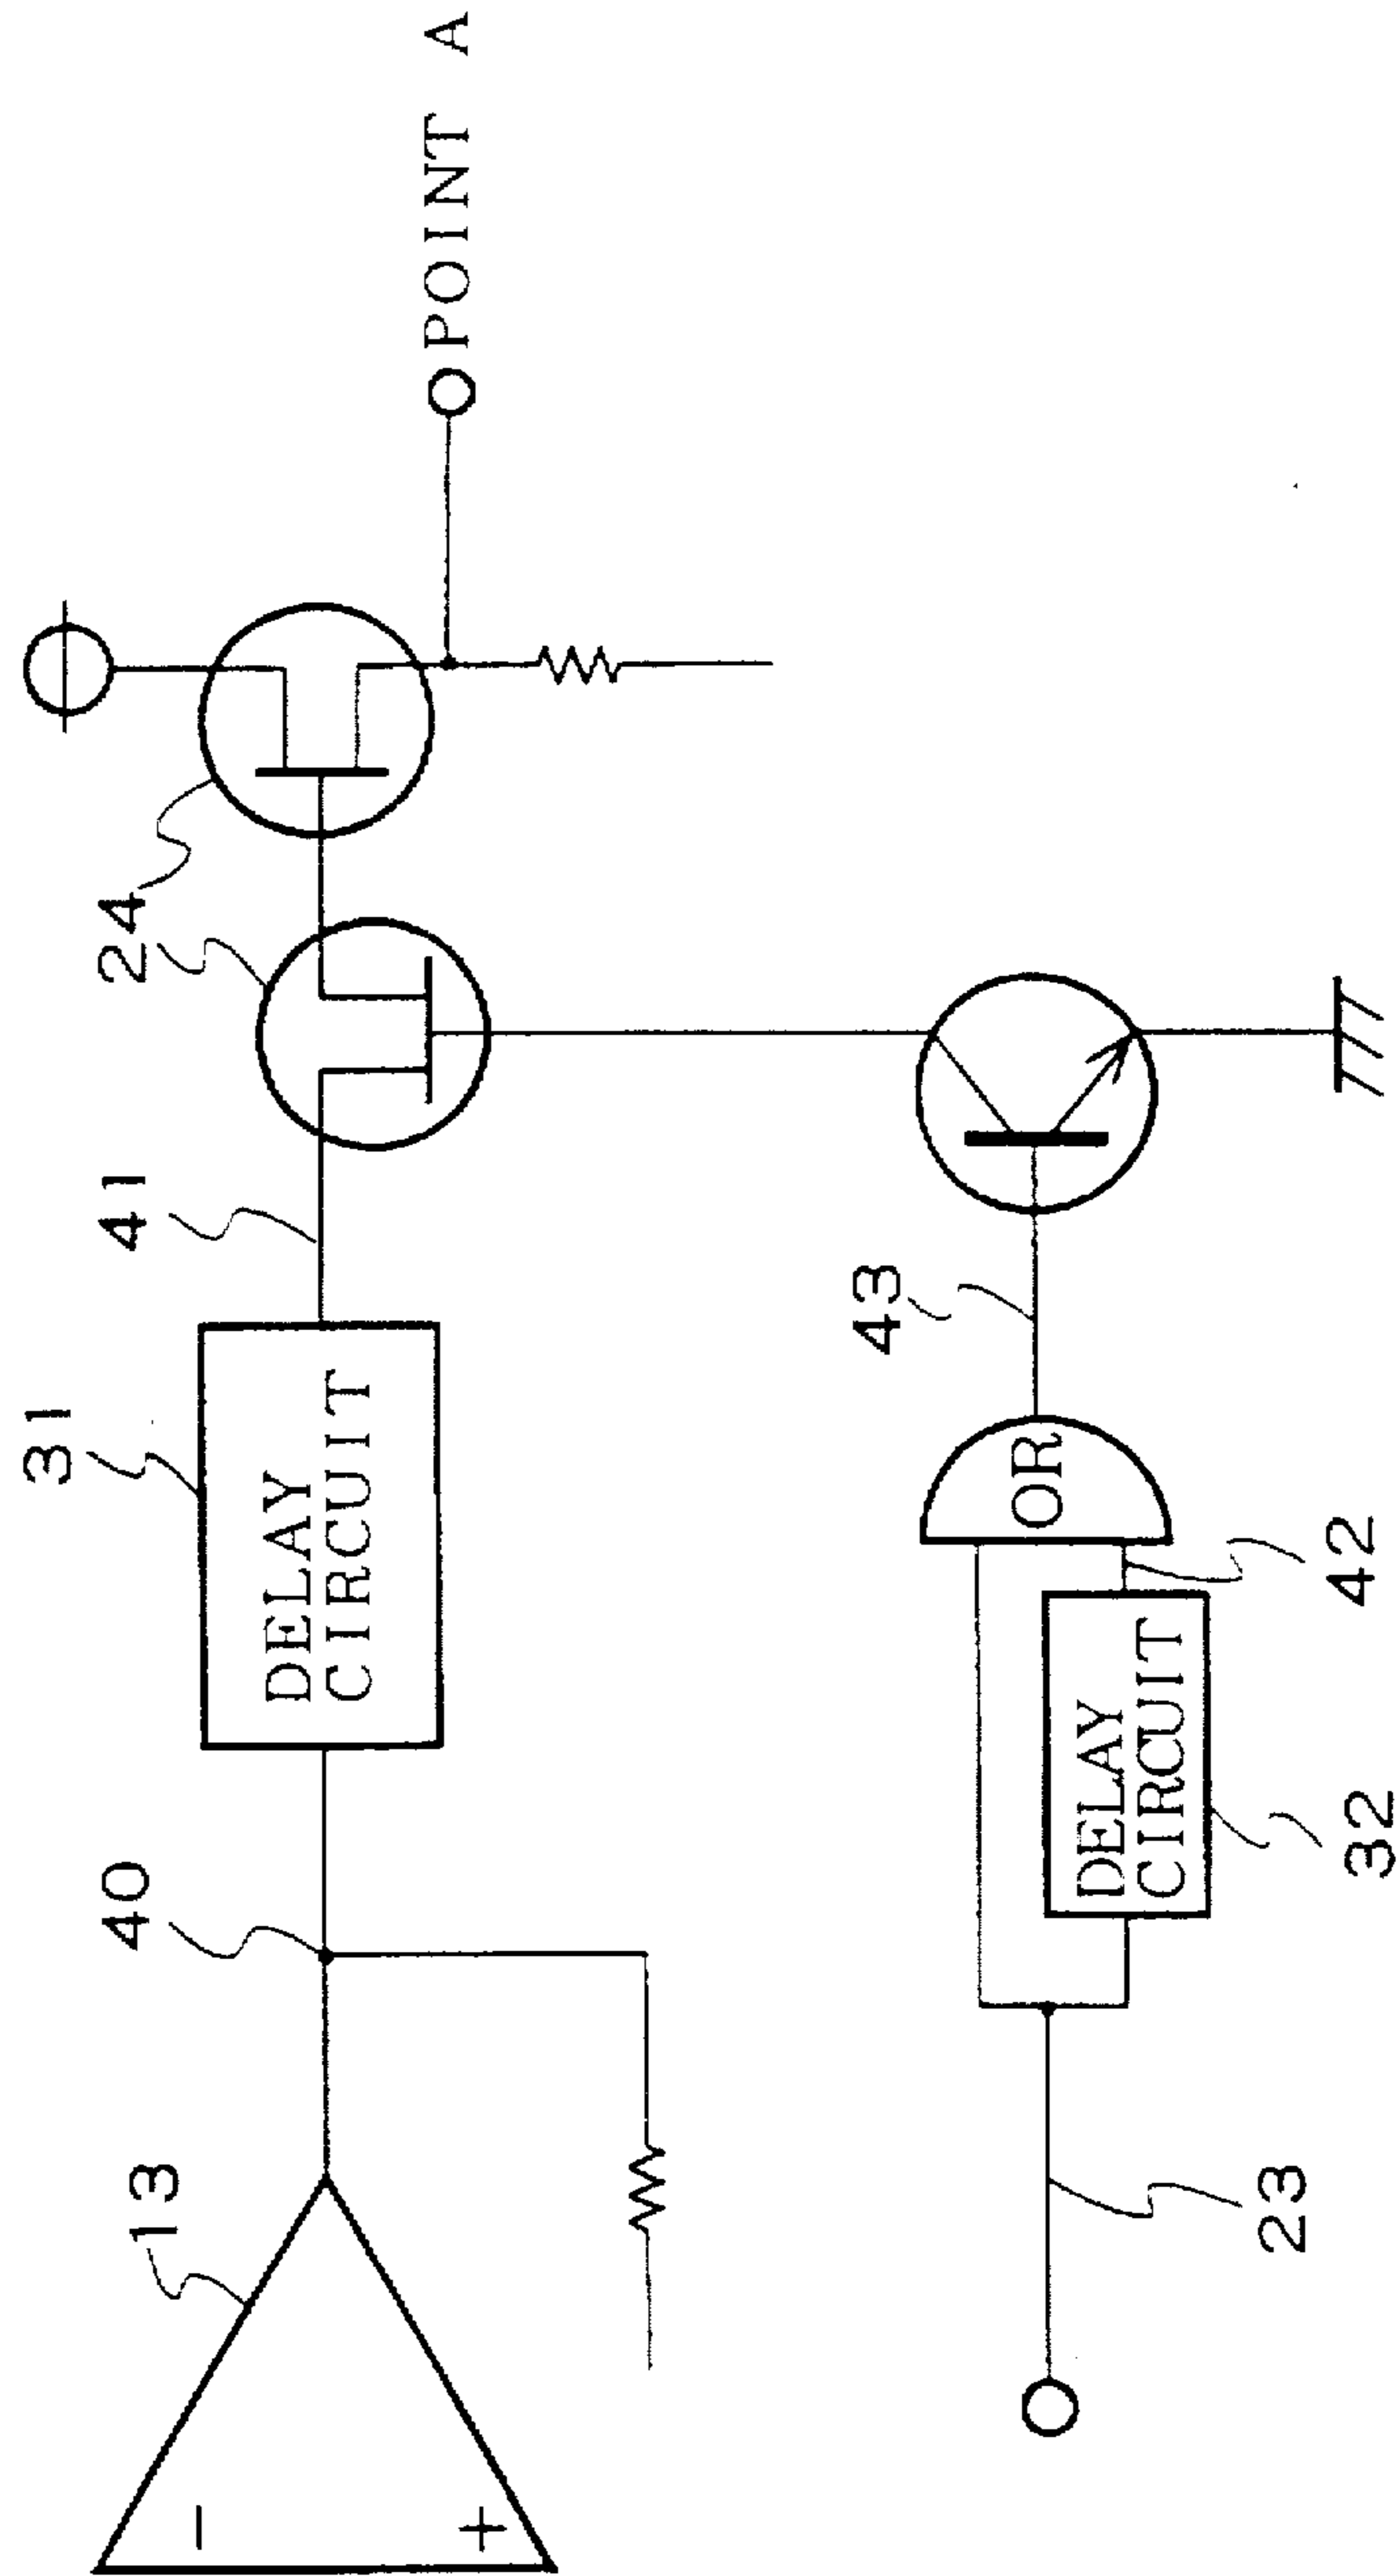 13
-
+
40
31
DELAY
CIRCUIT
41
24
POINT A
23
32
DELAY
CIRCUIT
42
OR
43